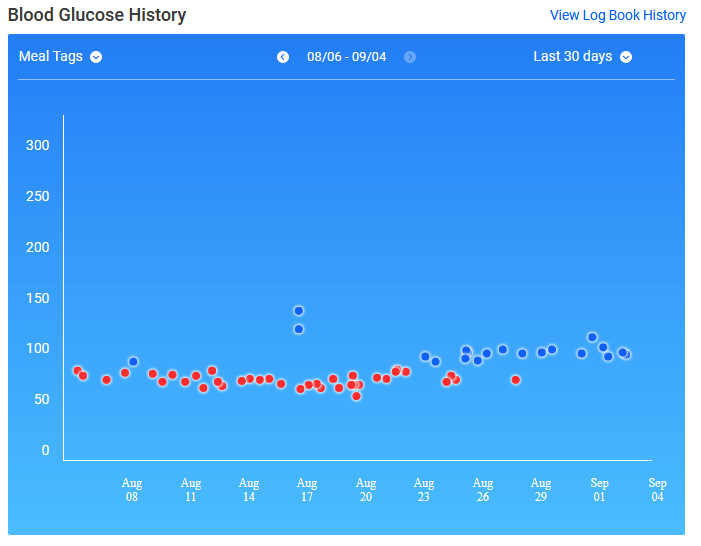 Blood Glucose History
View Log Book History
Meal Tags
08/06 - 09/04
Last 30 days
300
250
200
150
100
50
0
Aug 08
Aug 11
Aug 14
Aug 17
Aug 20
Aug 23
Aug 26
Aug 29
Sep 01
Sep 04